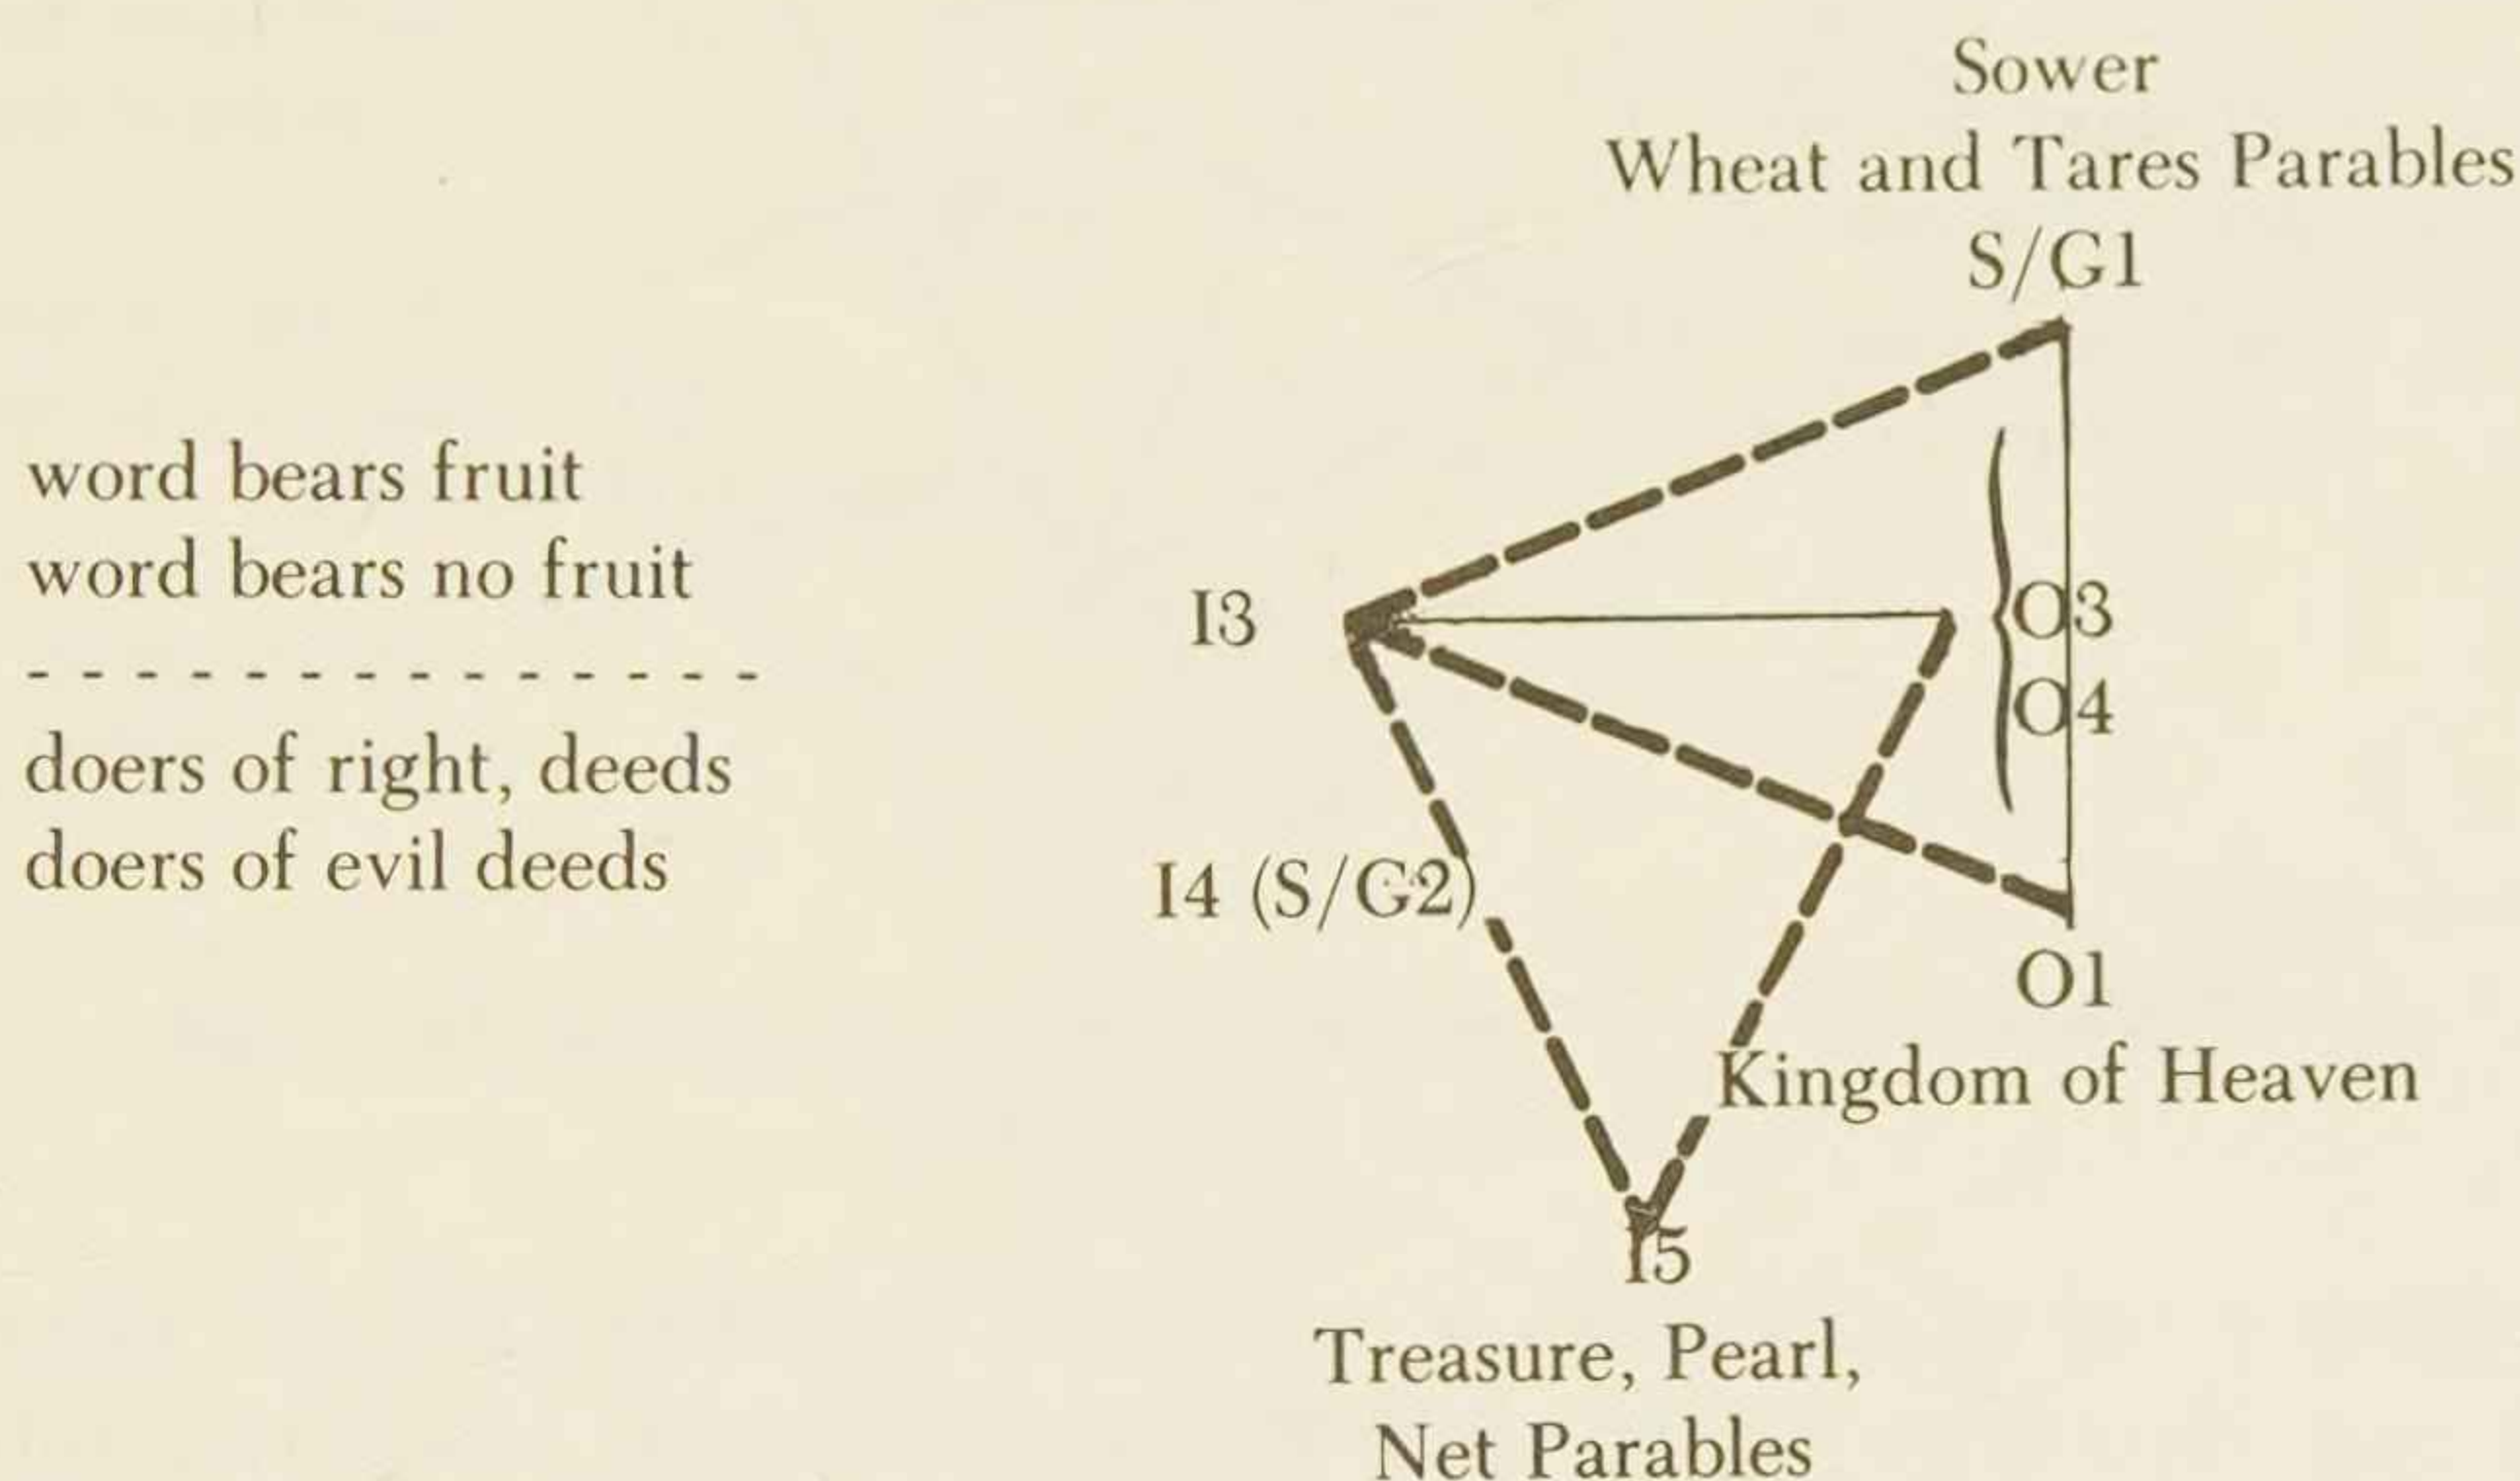 Sower
Wheat and Tares Parables
S/G1
word bears fruit
word bears no fruit
I3
O3
O4
doers of right, deeds
doers of evil deeds
I4 (S/G2)
O1
Kingdom of Heaven
I5
Treasure, Pearl,
Net Parables